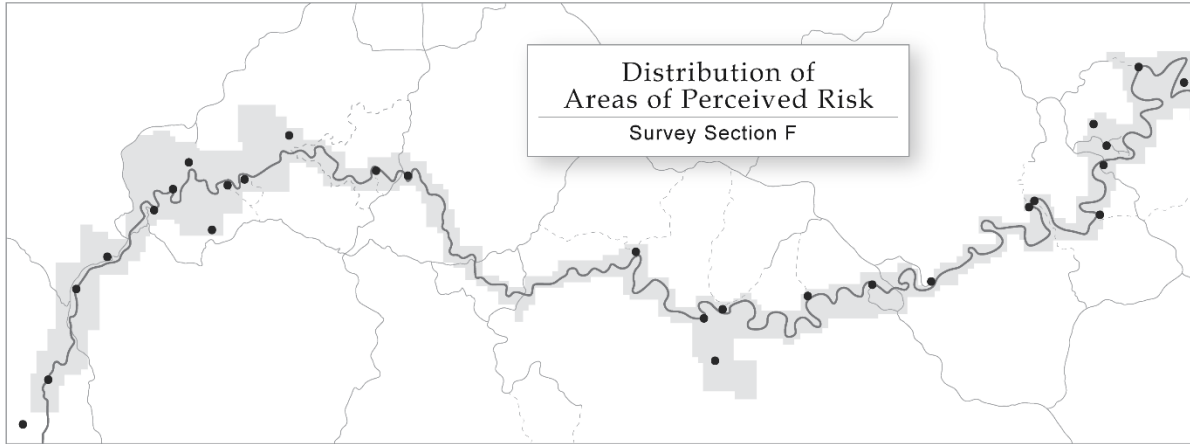 Distribution of
Areas of Perceived Risk
Survey Section F